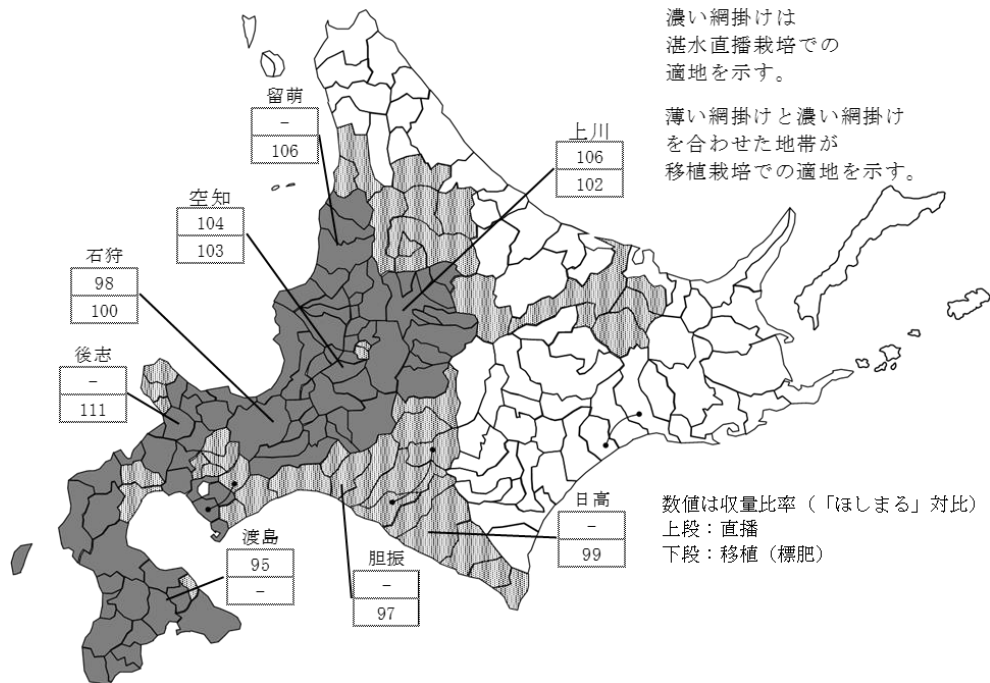 濃い網掛けは
湛水直播栽培での
適地を示す。
薄い網掛けと濃い網掛け
を合わせた地帯が
移植栽培での適地を示す。
留萌
-
106
上川
106
102
空知
104
103
石狩
98
100
後志
-
111
渡島
95
-
胆振
-
97
日高
-
99
数値は収量比率（「ほしまる」対比）
上段：直播
下段：移植（標肥）